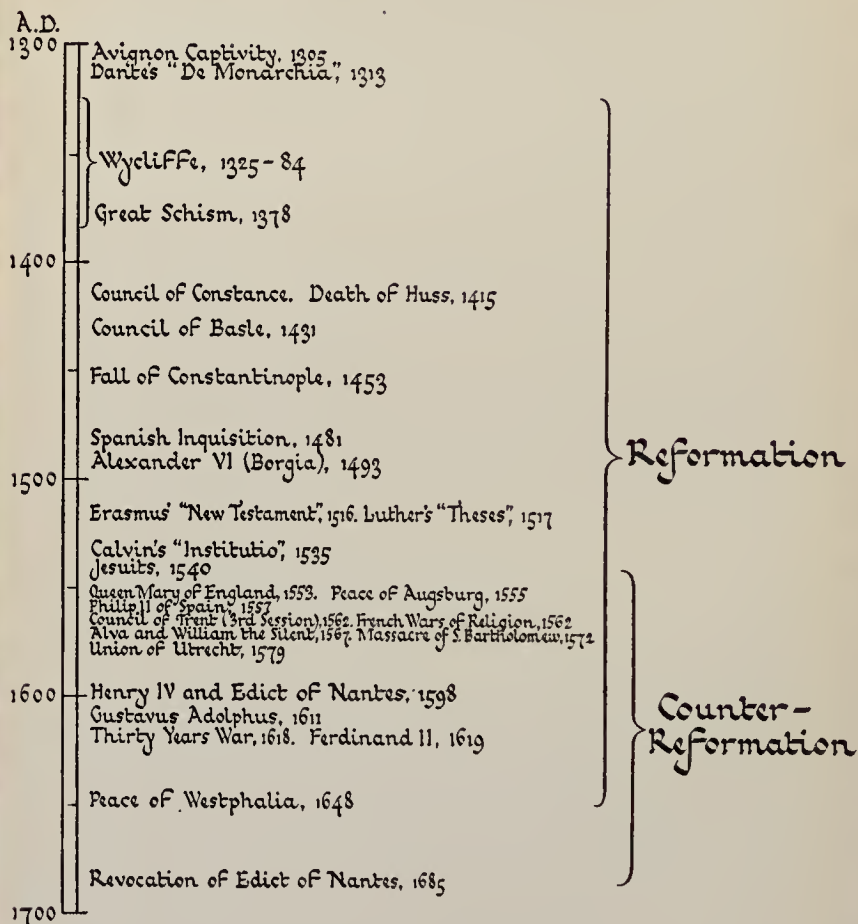 A.D.
1300
Avignon Captivity, 1305
Dante's "De Monarchia", 1313
Wycliffe, 1325-84
Great Schism, 1378
1400
Council of Constance. Death of Huss, 1415
Council of Basle, 1431
Fall of Constantinople, 1453
Spanish Inquisition, 1481
Alexander VI (Borgia), 1493
Reformation
1500
Erasmus' "New Testament", 1516. Luther's "Theses", 1517
Calvin's "Institutio", 1535
Jesuits, 1540
Queen Mary of England, 1553. Peace of Augsburg, 1555
Philip II of Spain, 1557
Council of Trent (3rd Session), 1562. French Wars of Religion, 1562
Alva and William the Silent, 1567. Massacre of S. Bartholomew, 1572
Union of Utrecht, 1579
1600
Henry IV and Edict of Nantes, 1598
Gustavus Adolphus, 1611
Thirty Years War, 1618. Ferdinand II, 1619
Counter-
Reformation
Peace of Westphalia, 1648
Revocation of Edict of Nantes, 1685
1700